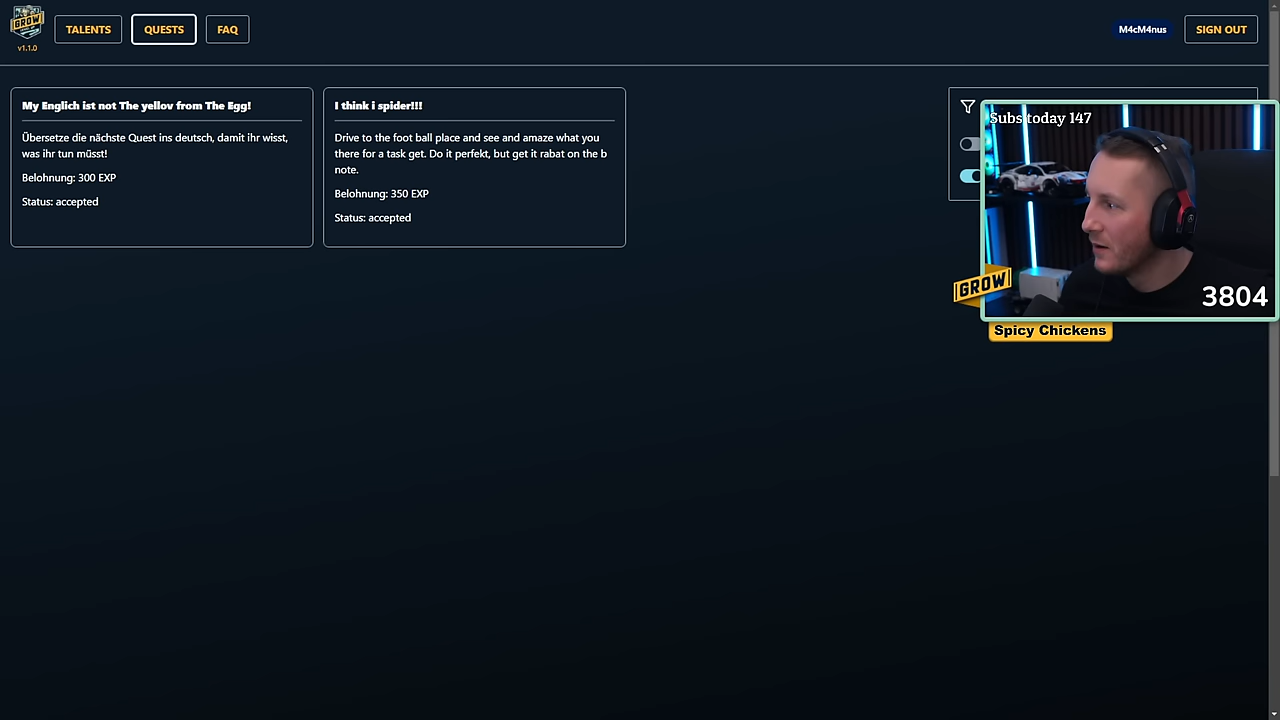 GROW
v1.1.0
TALENTS
QUESTS
FAQ
M4cM4nus
SIGN OUT
My Englich ist not The yellov from The Egg!
Übersetze die nächste Quest ins deutsch, damit ihr wisst,
was ihr tun müsst!
Belohnung: 300 EXP
Status: accepted
I think i spider!!!
Drive to the foot ball place and see and amaze what you
there for a task get. Do it perfekt, but get it rabat on the b
note.
Belohnung: 350 EXP
Status: accepted
Subs today 147
GROW
3804
Spicy Chickens